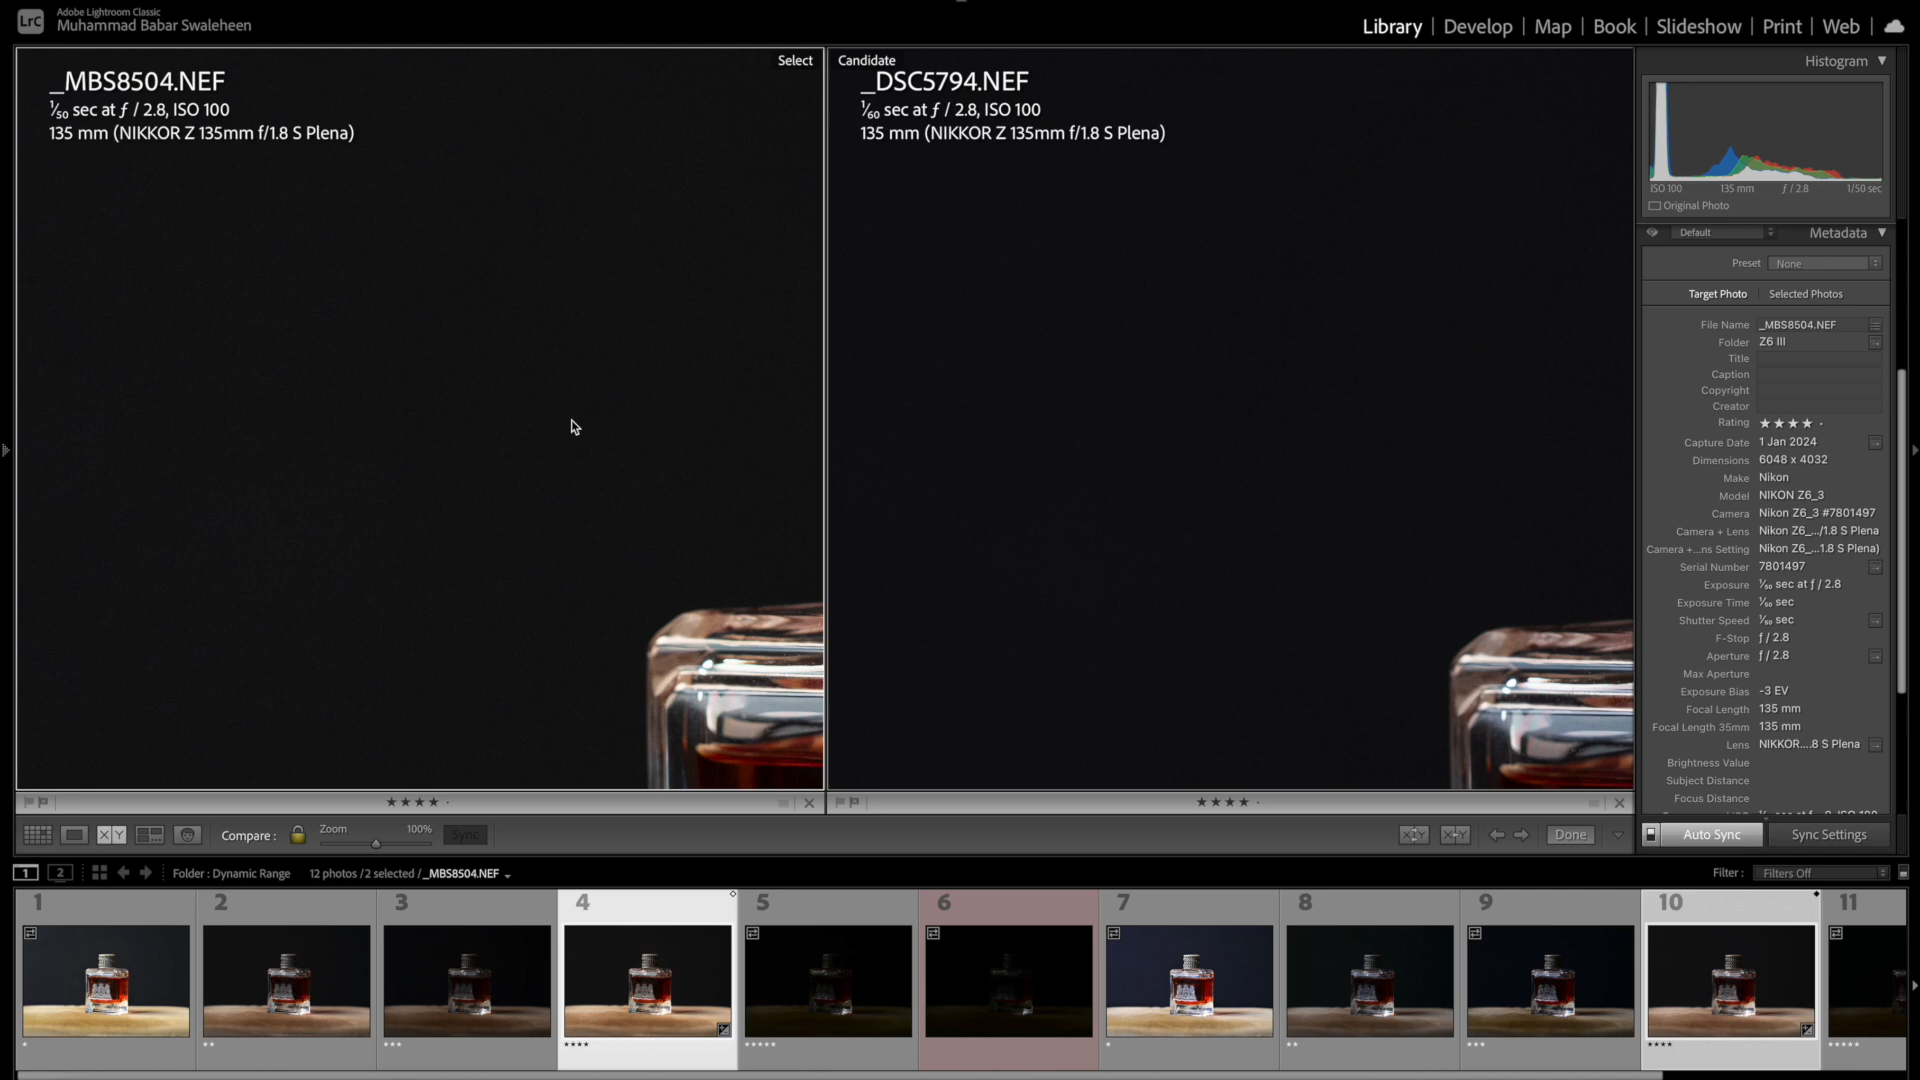 LrC
Adobe Lightroom Classic
Muhammad Babar Swaleheen
Library | Develop | Map | Book | Slideshow | Print | Web |
Select
_MBS8504.NEF
1/50 sec at ƒ / 2.8, ISO 100
135 mm (NIKKOR Z 135mm f/1.8 S Plena)
Candidate
_DSC5794.NEF
1/60 sec at ƒ / 2.8, ISO 100
135 mm (NIKKOR Z 135mm f/1.8 S Plena)
Histogram
ISO 100 135 mm ƒ / 2.8 1/50 sec
Original Photo
Default Metadata
Preset None
Target Photo Selected Photos
File Name _MBS8504.NEF
Folder Z6 III
Title
Caption
Copyright
Creator
Rating ★★★★ ·
Capture Date 1 Jan 2024
Dimensions 6048 x 4032
Make Nikon
Model NIKON Z6_3
Camera Nikon Z6_3 #7801497
Camera + Lens Nikon Z6_.../1.8 S Plena
Camera +...ns Setting Nikon Z6_...1.8 S Plena)
Serial Number 7801497
Exposure 1/50 sec at ƒ / 2.8
Exposure Time 1/50 sec
Shutter Speed 1/50 sec
F-Stop ƒ / 2.8
Aperture ƒ / 2.8
Max Aperture
Exposure Bias -3 EV
Focal Length 135 mm
Focal Length 35mm 135 mm
Lens NIKKOR....8 S Plena
Brightness Value
Subject Distance
Focus Distance
★★★★ ·
★★★★ ·
X Y
Compare : Zoom 100% Sync
Done
Auto Sync Sync Settings
1 2 Folder : Dynamic Range 12 photos /2 selected / _MBS8504.NEF
Filter : Filters Off
1 2 3 4 5 6 7 8 9 10 11